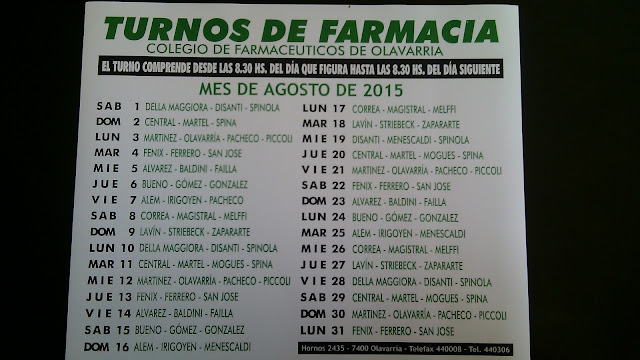 TURNOS DE FARMACIA
COLEGIO DE FARMACEUTICOS DE OLAVARRIA
EL TURNO COMPRENDE DESDE LAS 8.30 HS. DEL DÍA QUE FIGURA HASTA LAS 8.30 HS. DEL DÍA SIGUIENTE
MES DE AGOSTO DE 2015
SAB 1 DELLA MAGGIORA - DISANTI - SPINOLA
DOM 2 CENTRAL - MARTEL - SPINA
LUN 3 MARTINEZ - OLAVARRÍA - PACHECO - PICCOLI
MAR 4 FENIX - FERRERO - SAN JOSE
MIE 5 ALVAREZ - BALDINI - FAILLA
JUE 6 BUENO - GÓMEZ - GONZALEZ
VIE 7 ALEM - IRIGOYEN - PACHECO
SAB 8 CORREA - MAGISTRAL - MELFFI
DOM 9 LAVÍN - STRIEBECK - ZAPARARTE
LUN 10 DELLA MAGGIORA - DISANTI - SPINOLA
MAR 11 CENTRAL - MARTEL - MOGUES - SPINA
MIE 12 MARTINEZ - OLAVARRÍA - PACHECO - PICCOLI
JUE 13 FENIX - FERRERO - SAN JOSE
VIE 14 ALVAREZ - BALDINI - FAILLA
SAB 15 BUENO - GÓMEZ - GONZALEZ
DOM 16 ALEM - IRIGOYEN - MENESCALDI
LUN 17 CORREA - MAGISTRAL - MELFFI
MAR 18 LAVÍN - STRIEBECK - ZAPARARTE
MIE 19 DISANTI - MENESCALDI - SPINOLA
JUE 20 CENTRAL - MARTEL - MOGUES - SPINA
VIE 21 MARTINEZ - OLAVARRÍA - PACHECO - PICCOLI
SAB 22 FENIX - FERRERO - SAN JOSE
DOM 23 ALVAREZ - BALDINI - FAILLA
LUN 24 BUENO - GÓMEZ - GONZALEZ
MAR 25 ALEM - IRIGOYEN - MENESCALDI
MIE 26 CORREA - MAGISTRAL - MELFFI
JUE 27 LAVÍN - STRIEBECK - ZAPARARTE
VIE 28 DELLA MAGGIORA - DISANTI - SPINOLA
SAB 29 CENTRAL - MARTEL - MOGUES - SPINA
DOM 30 MARTINEZ - OLAVARRÍA - PACHECO - PICCOLI
LUN 31 FENIX - FERRERO - SAN JOSE
Hornos 2435 - 7400 Olavarría - Telefax 440008 - Tel. 440306